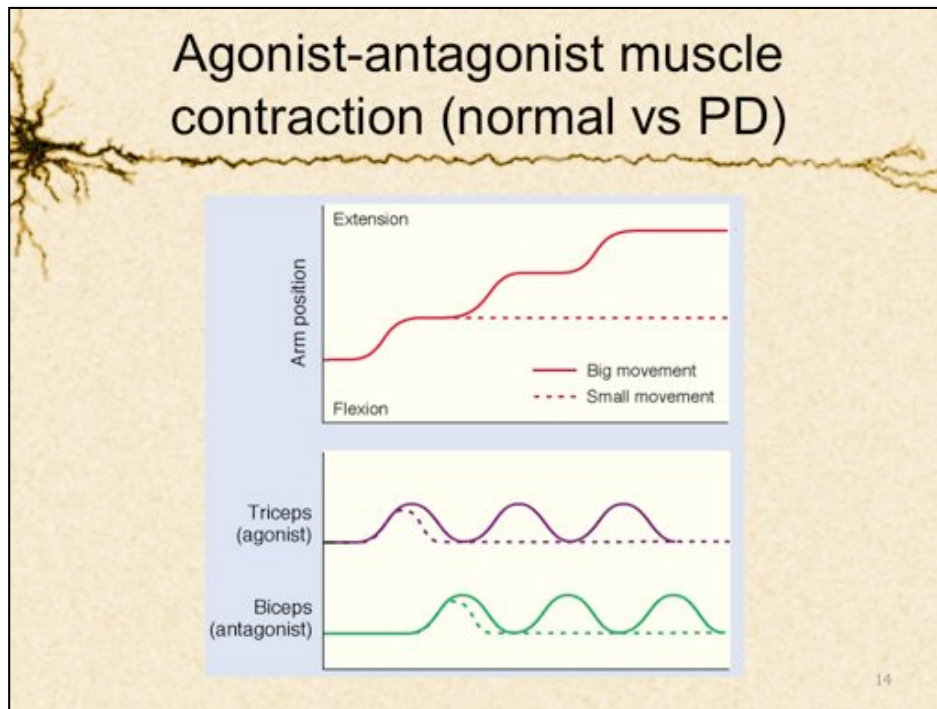 Agonist-antagonist muscle
contraction (normal vs PD)
Extension
Arm position
Big movement
Small movement
Flexion
Triceps
(agonist)
Biceps
(antagonist)
14